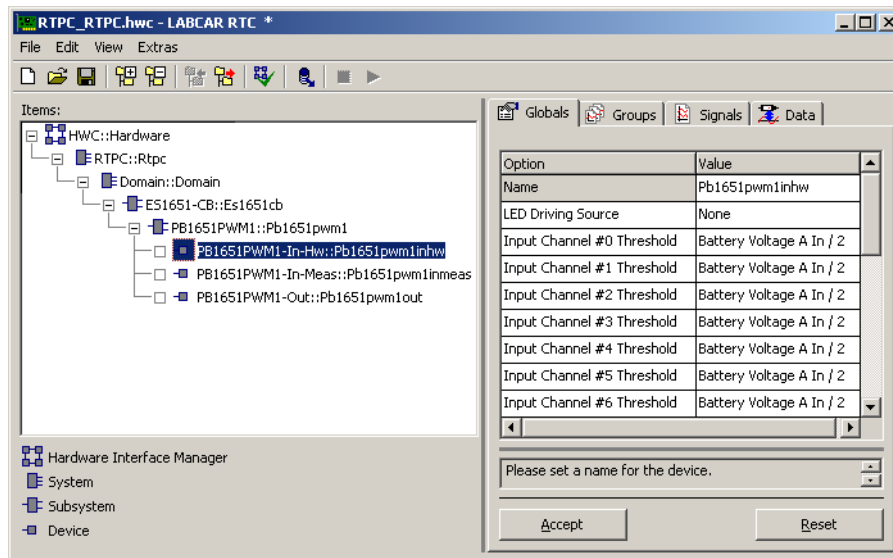 RTPC_RTPC.hwc - LABCAR RTC *
File Edit View Extras
Items:
HWC::Hardware
RTPC::Rtpc
Domain::Domain
ES1651-CB::Es1651cb
PB1651PWM1::Pb1651pwm1
PB1651PWM1-In-Hw::Pb1651pwm1inhw
PB1651PWM1-In-Meas::Pb1651pwm1inmeas
PB1651PWM1-Out::Pb1651pwm1out
Hardware Interface Manager
System
Subsystem
Device
Globals Groups Signals Data
Option Value
Name Pb1651pwm1inhw
LED Driving Source None
Input Channel #0 Threshold Battery Voltage A In / 2
Input Channel #1 Threshold Battery Voltage A In / 2
Input Channel #2 Threshold Battery Voltage A In / 2
Input Channel #3 Threshold Battery Voltage A In / 2
Input Channel #4 Threshold Battery Voltage A In / 2
Input Channel #5 Threshold Battery Voltage A In / 2
Input Channel #6 Threshold Battery Voltage A In / 2
Please set a name for the device.
Accept Reset